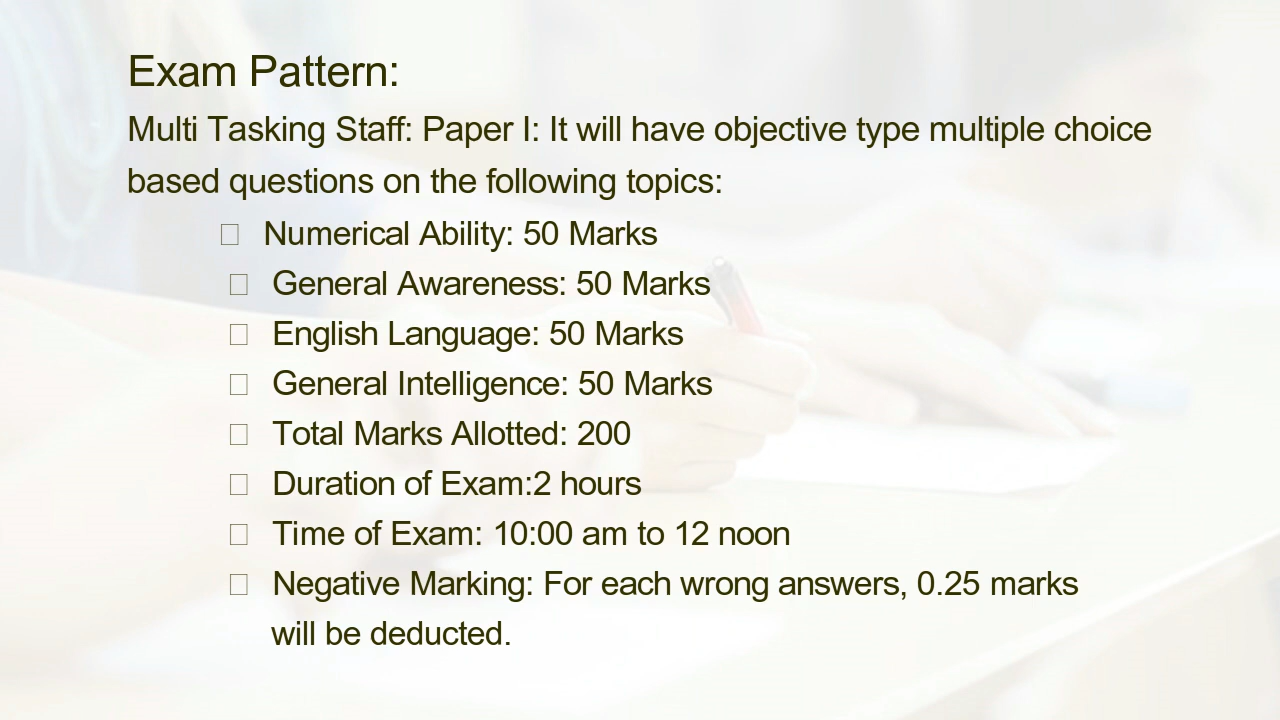 Exam Pattern:
Multi Tasking Staff: Paper I: It will have objective type multiple choice
based questions on the following topics:
□ Numerical Ability: 50 Marks
□ General Awareness: 50 Marks
□ English Language: 50 Marks
□ General Intelligence: 50 Marks
□ Total Marks Allotted: 200
□ Duration of Exam:2 hours
□ Time of Exam: 10:00 am to 12 noon
□ Negative Marking: For each wrong answers, 0.25 marks
will be deducted.